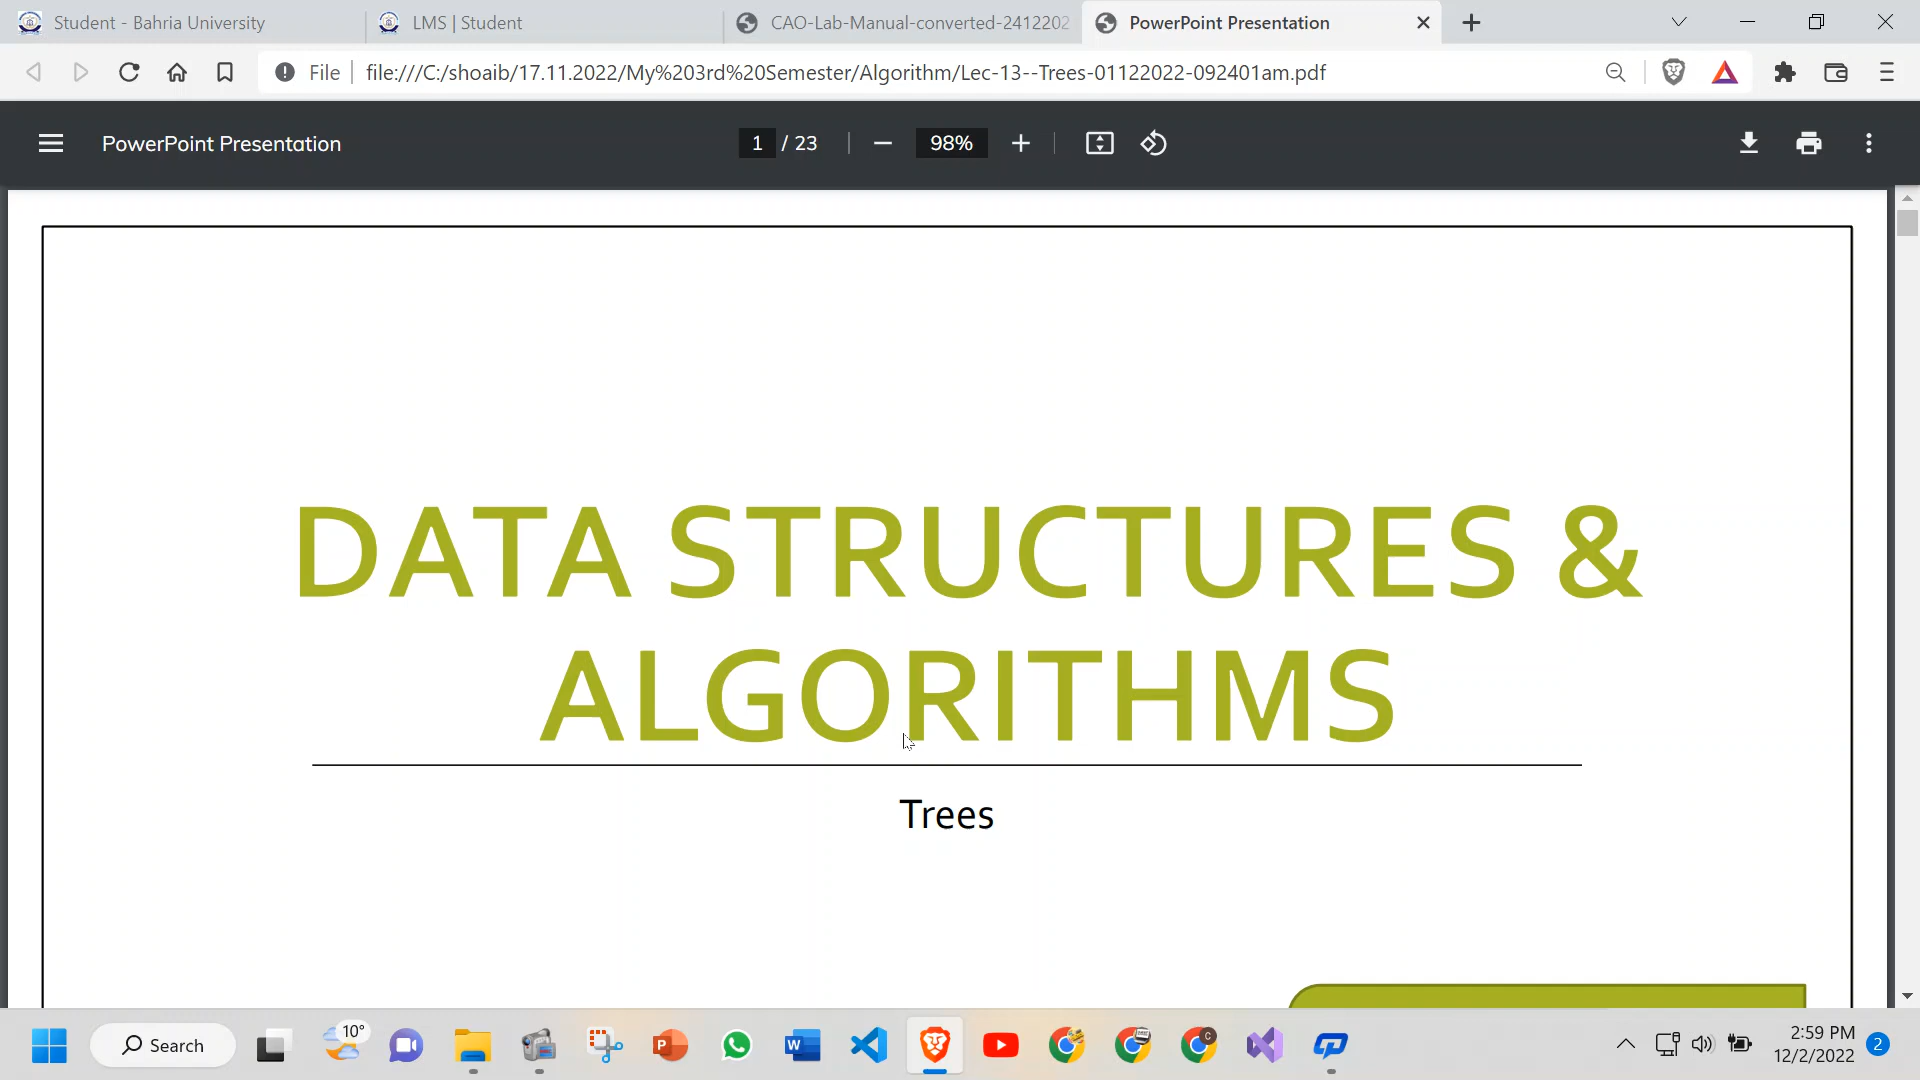 Student - Bahria University
LMS | Student
CAO-Lab-Manual-converted-2412202
PowerPoint Presentation
File
file:///C:/shoaib/17.11.2022/My%203rd%20Semester/Algorithm/Lec-13--Trees-01122022-092401am.pdf
PowerPoint Presentation
1 / 23
98%
DATA STRUCTURES &
ALGORITHMS
Trees
Search
10°
2:59 PM
12/2/2022
2